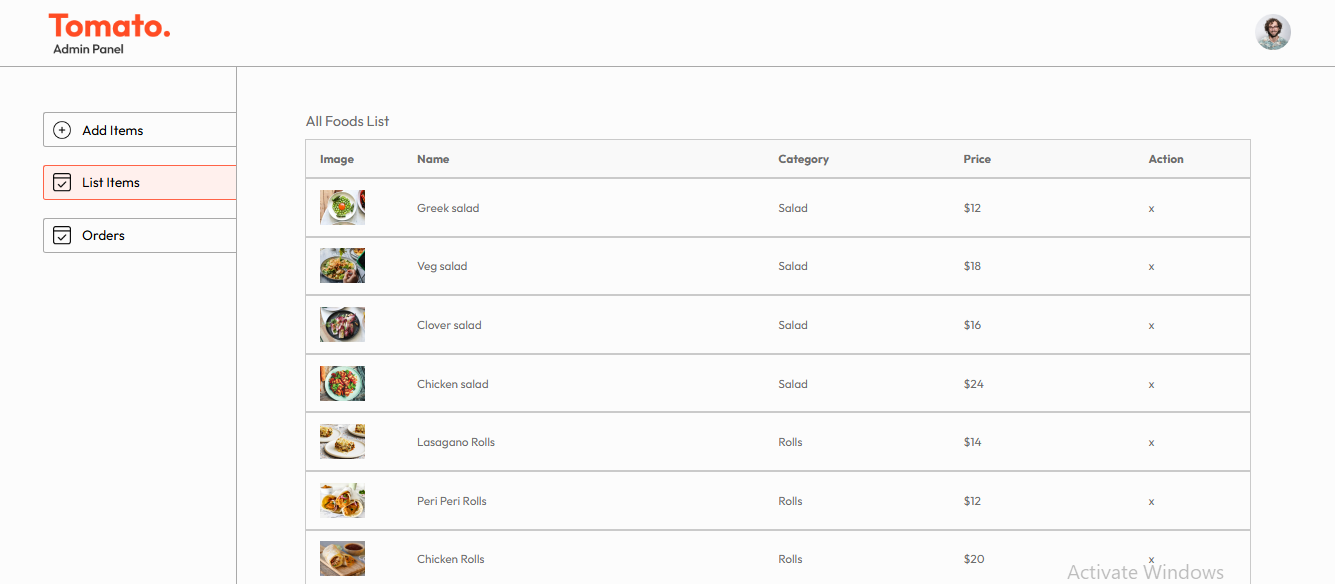 Tomato.
Admin Panel
Add Items
List Items
Orders
All Foods List
Image Name Category Price Action
Greek salad Salad $12 x
Veg salad Salad $18 x
Clover salad Salad $16 x
Chicken salad Salad $24 x
Lasagano Rolls Rolls $14 x
Peri Peri Rolls Rolls $12 x
Chicken Rolls Rolls $20 x
Activate Windows